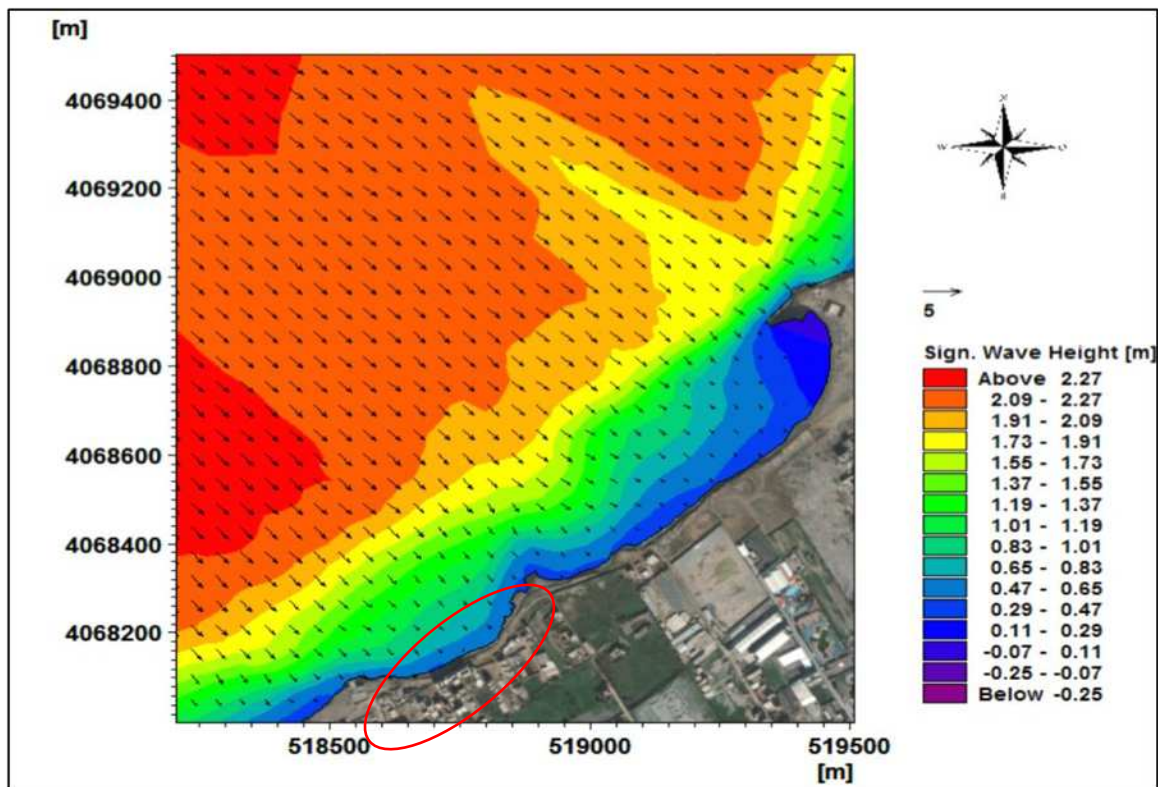 [m]
4069400
4069200
4069000
4068800
4068600
4068400
4068200
518500
519000
519500
[m]
5
Sign. Wave Height [m]
Above 2.27
2.09 - 2.27
1.91 - 2.09
1.73 - 1.91
1.55 - 1.73
1.37 - 1.55
1.19 - 1.37
1.01 - 1.19
0.83 - 1.01
0.65 - 0.83
0.47 - 0.65
0.29 - 0.47
0.11 - 0.29
-0.07 - 0.11
-0.25 - -0.07
Below -0.25